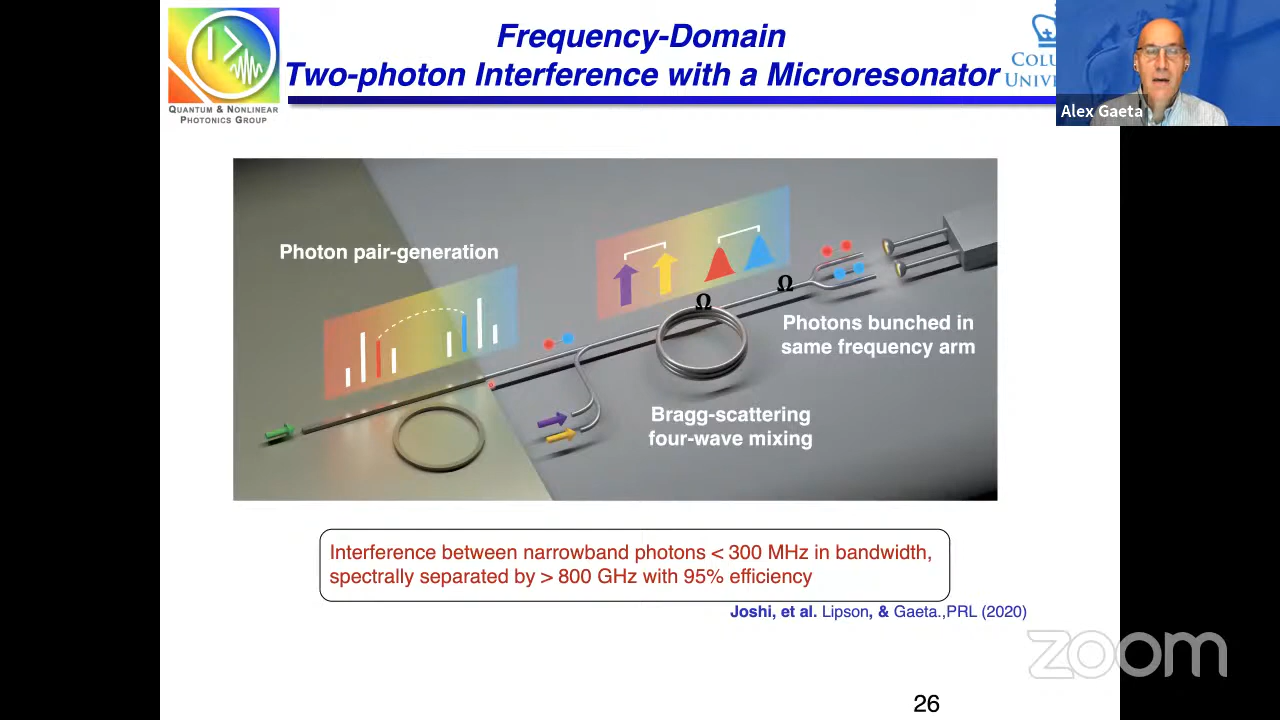 Frequency-Domain
Two-photon Interference with a Microresonator
QUANTUM & NONLINEAR
PHOTONICS GROUP
Alex Gaeta
Photon pair-generation
Ω
Ω
Photons bunched in
same frequency arm
Bragg-scattering
four-wave mixing
Interference between narrowband photons < 300 MHz in bandwidth,
spectrally separated by > 800 GHz with 95% efficiency
Joshi, et al. Lipson, & Gaeta.,PRL (2020)
zoom
26